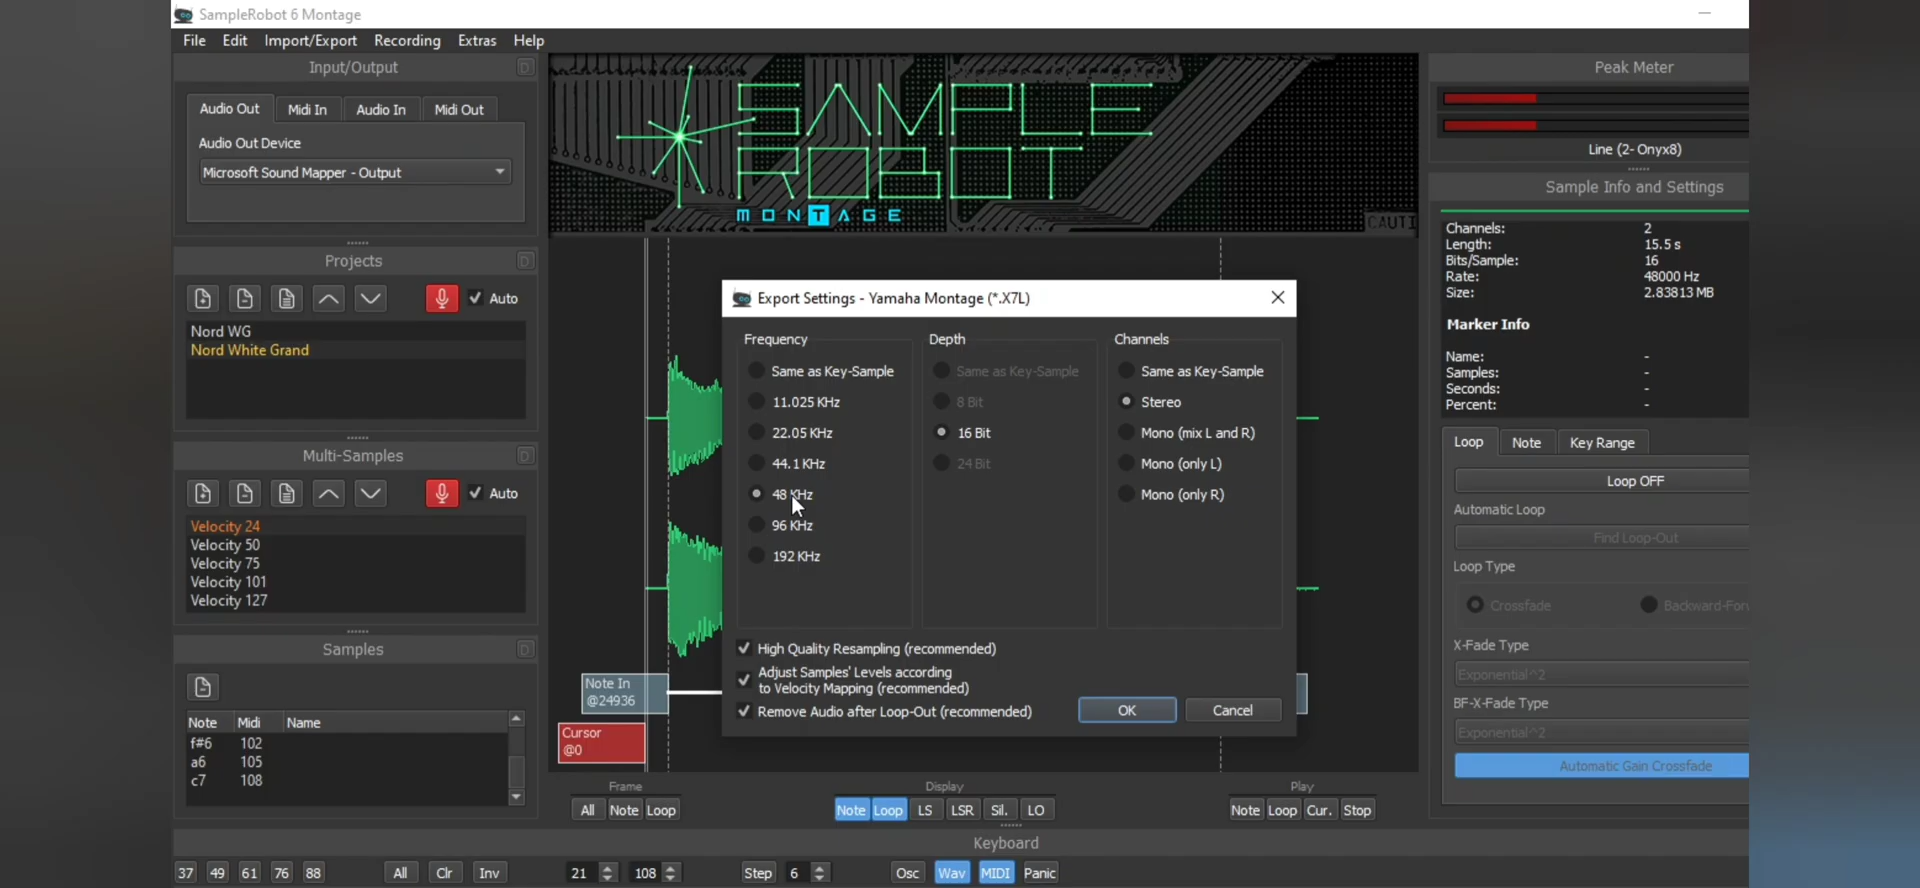 SampleRobot 6 Montage
File Edit Import/Export Recording Extras Help
Input/Output
Audio Out Midi In Audio In Midi Out
Audio Out Device
Microsoft Sound Mapper - Output
Projects
Auto
Nord WG
Nord White Grand
Multi-Samples
Auto
Velocity 24
Velocity 50
Velocity 75
Velocity 101
Velocity 127
Samples
Note Midi Name
f#6 102
a6 105
c7 108
SAMPLE
ROBOT
MONTAGE
CAUTI
Note In
@24936
Cursor
@0
Export Settings - Yamaha Montage (*.X7L)
Frequency
Same as Key-Sample
11.025 KHz
22.05 KHz
44.1 KHz
48 KHz
96 KHz
192 KHz
Depth
Same as Key-Sample
8 Bit
16 Bit
24 Bit
Channels
Same as Key-Sample
Stereo
Mono (mix L and R)
Mono (only L)
Mono (only R)
High Quality Resampling (recommended)
Adjust Samples' Levels according
to Velocity Mapping (recommended)
Remove Audio after Loop-Out (recommended)
OK Cancel
Frame
All Note Loop
Display
Note Loop LS LSR Sil. LO
Play
Note Loop Cur. Stop
Peak Meter
Line (2- Onyx8)
Sample Info and Settings
Channels: 2
Length: 15.5 s
Bits/Sample: 16
Rate: 48000 Hz
Size: 2.83813 MB
Marker Info
Name: -
Samples: -
Seconds: -
Percent: -
Loop Note Key Range
Loop OFF
Automatic Loop
Find Loop-Out
Loop Type
Crossfade Backward-Forv
X-Fade Type
Exponential^2
BF-X-Fade Type
Exponential^2
Automatic Gain Crossfade
Keyboard
37 49 61 76 88 All Clr Inv 21 108 Step 6 Osc Wav MIDI Panic